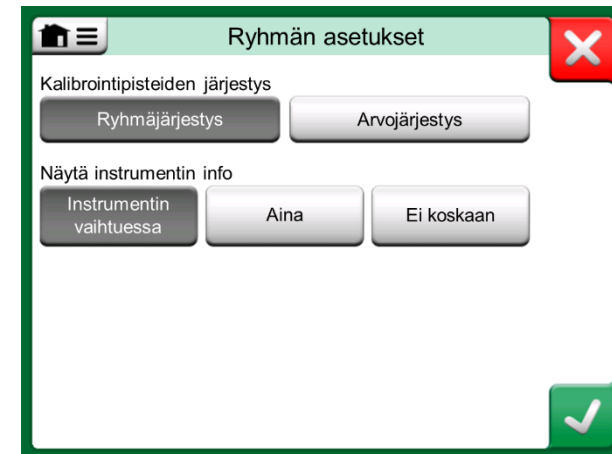 Ryhmän asetukset
Kalibrointipisteiden järjestys
Ryhmäjärjestys
Arvojärjestys
Näytä instrumentin info
Instrumentin
vaihtuessa
Aina
Ei koskaan